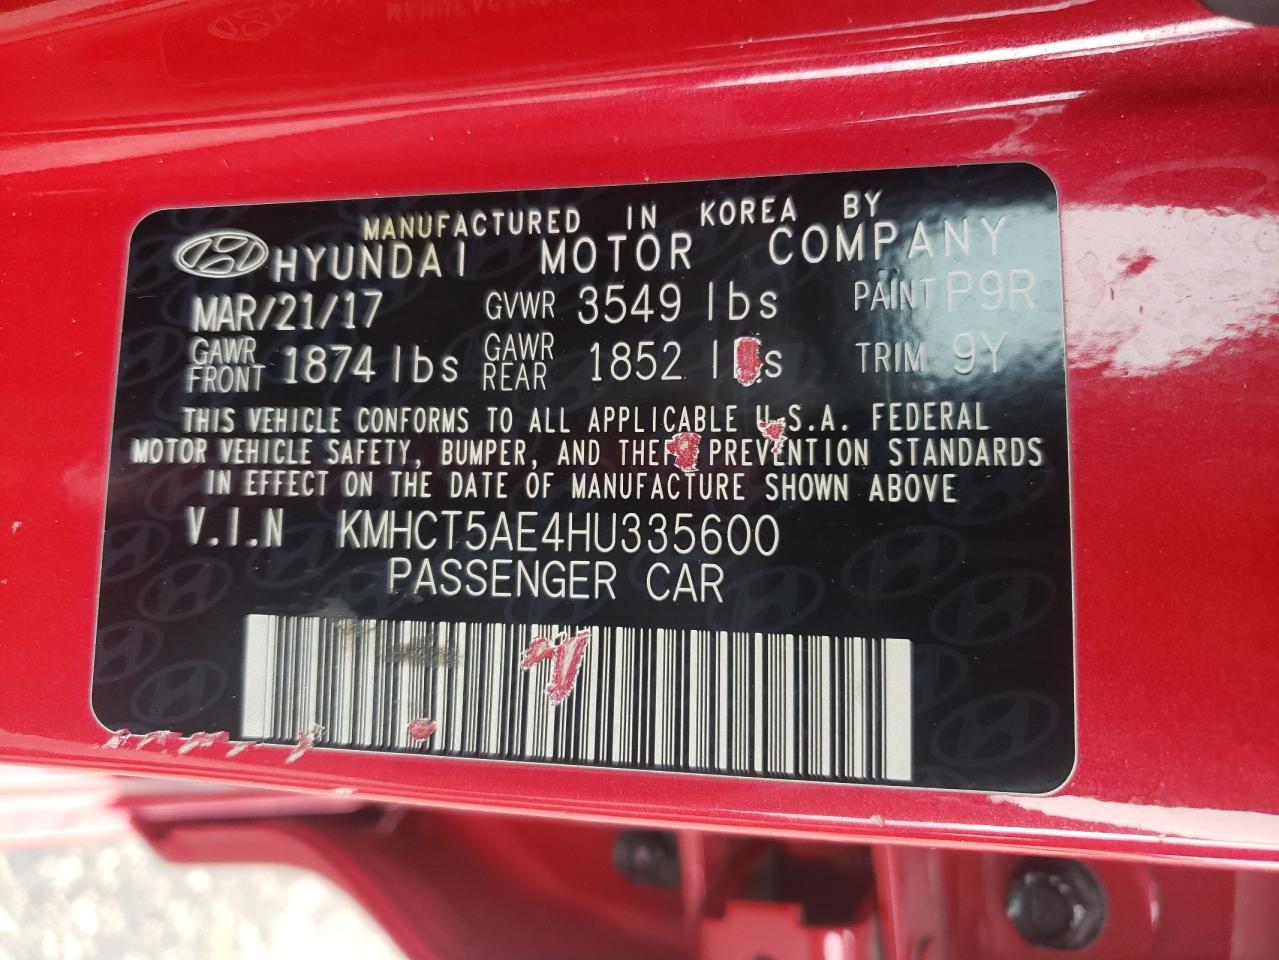 MANUFACTURED IN KOREA BY
HYUNDAI MOTOR COMPANY
MAR/21/17 GVWR 3549 lbs PAINT P9R
GAWR FRONT 1874 lbs GAWR REAR 1852 lbs TRIM 9Y
THIS VEHICLE CONFORMS TO ALL APPLICABLE U.S.A. FEDERAL
MOTOR VEHICLE SAFETY, BUMPER, AND THEFT PREVENTION STANDARDS
IN EFFECT ON THE DATE OF MANUFACTURE SHOWN ABOVE
V.I.N KMHCT5AE4HU335600
PASSENGER CAR